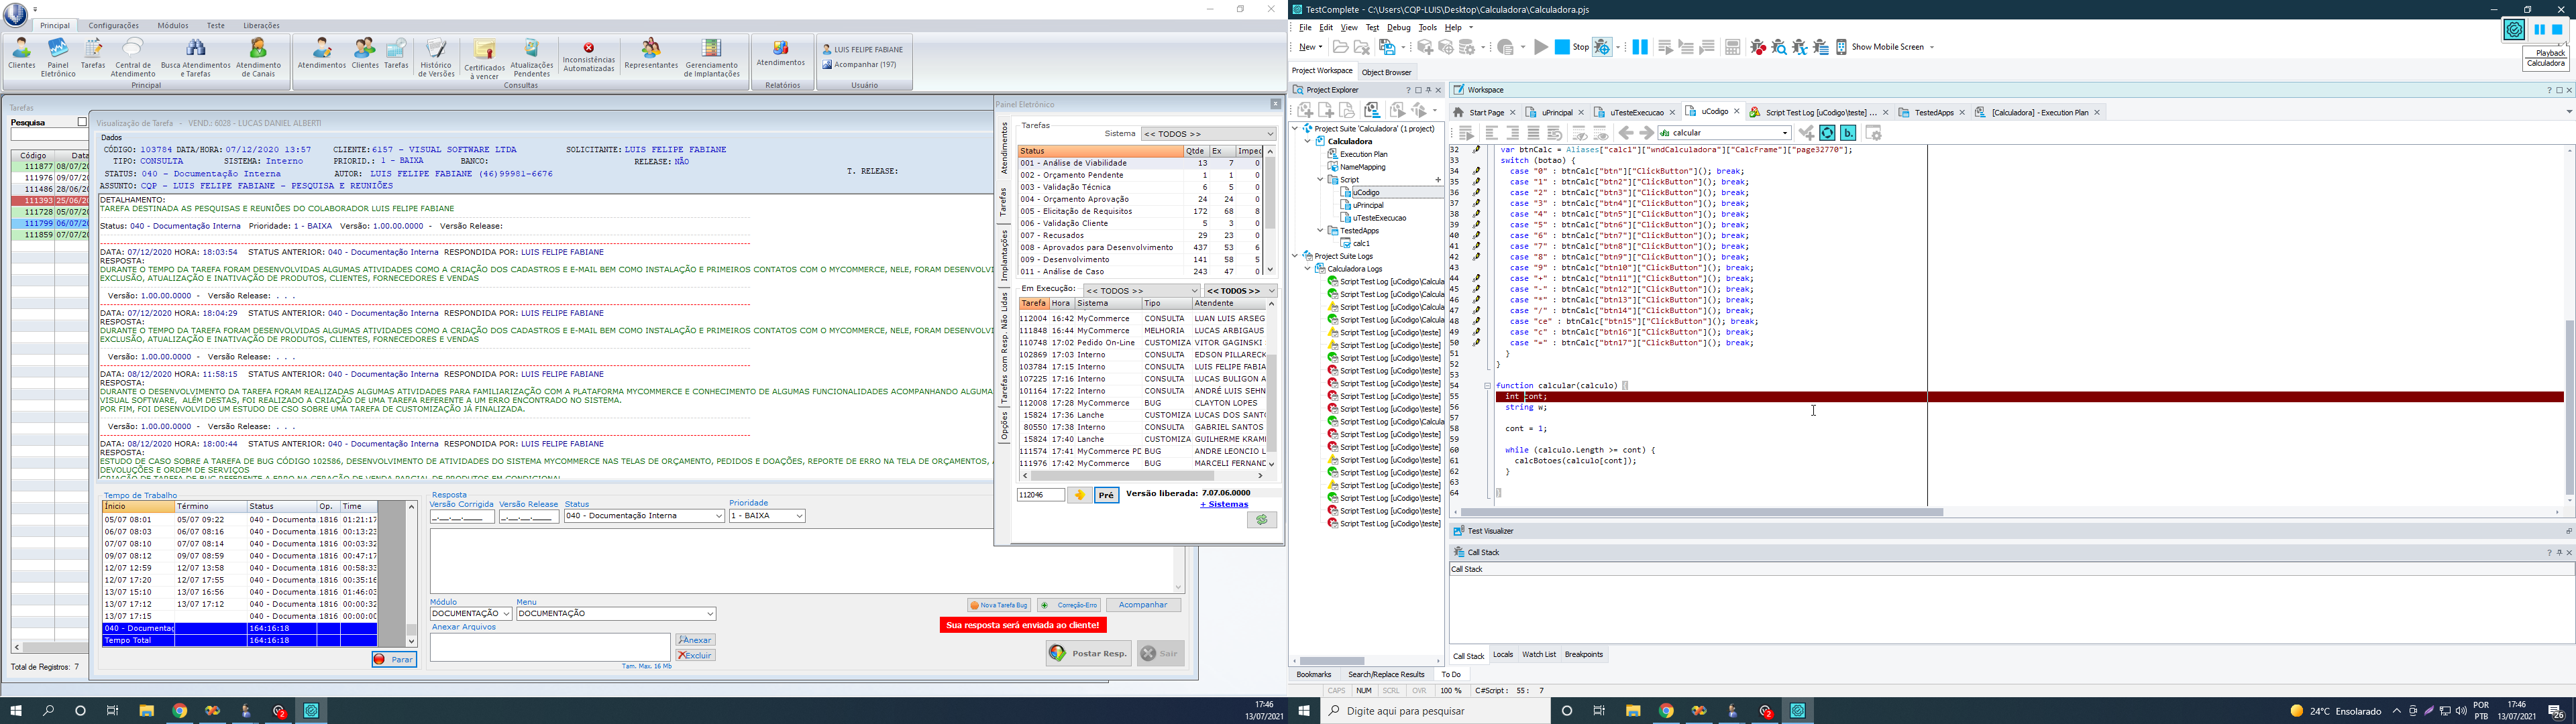 Principal Configurações Módulos Teste Liberações
Clientes
Painel Eletrônico
Tarefas
Central de Atendimento
Busca Atendimentos e Tarefas
Atendimento de Canais
Principal
Atendimentos
Clientes
Tarefas
Histórico de Versões
Certificados à vencer
Atualizações Pendentes
Inconsistências Automatizadas
Representantes
Gerenciamento de Implantações
Consultas
Atendimentos
Relatórios
LUIS FELIPE FABIANE
Acompanhar (197)
Usuário
Tarefas
Pesquisa
Código Data
111877 08/07/20
111976 09/07/20
111486 28/06/20
111393 25/06/20
111728 05/07/20
111799 06/07/20
111859 07/07/20
Total de Registros: 7
Visualização de Tarefa - VEND.: 6028 - LUCAS DANIEL ALBERTI
Dados
CÓDIGO: 103784 DATA/HORA: 07/12/2020 13:57 CLIENTE: 6157 - VISUAL SOFTWARE LTDA SOLICITANTE: LUIS FELIPE FABIANE
TIPO: CONSULTA SISTEMA: Interno PRIORID.: 1 - BAIXA BANCO: RELEASE: NÃO
STATUS: 040 - Documentação Interna AUTOR: LUIS FELIPE FABIANE (46)99981-6676 T. RELEASE:
ASSUNTO: CQP - LUIS FELIPE FABIANE - PESQUISA E REUNIÕES
DETALHAMENTO:
TAREFA DESTINADA AS PESQUISAS E REUNIÕES DO COLABORADOR LUIS FELIPE FABIANE
Status: 040 - Documentação Interna Prioridade: 1 - BAIXA Versão: 1.00.00.0000 - Versão Release:
DATA: 07/12/2020 HORA: 18:03:54 STATUS ANTERIOR: 040 - Documentação Interna RESPONDIDA POR: LUIS FELIPE FABIANE
RESPOSTA:
DURANTE O TEMPO DA TAREFA FORAM DESENVOLVIDAS ALGUMAS ATIVIDADES COMO A CRIAÇÃO DOS CADASTROS E E-MAIL BEM COMO INSTALAÇÃO E PRIMEIROS CONTATOS COM O MYCOMMERCE, NELE, FORAM DESENVOLVI
EXCLUSÃO, ATUALIZAÇÃO E INATIVAÇÃO DE PRODUTOS, CLIENTES, FORNECEDORES E VENDAS
Versão: 1.00.00.0000 - Versão Release: . . .
DATA: 07/12/2020 HORA: 18:04:29 STATUS ANTERIOR: 040 - Documentação Interna RESPONDIDA POR: LUIS FELIPE FABIANE
RESPOSTA:
DURANTE O TEMPO DA TAREFA FORAM DESENVOLVIDAS ALGUMAS ATIVIDADES COMO A CRIAÇÃO DOS CADASTROS E E-MAIL BEM COMO INSTALAÇÃO E PRIMEIROS CONTATOS COM O MYCOMMERCE, NELE, FORAM DESENVOLVI
EXCLUSÃO, ATUALIZAÇÃO E INATIVAÇÃO DE PRODUTOS, CLIENTES, FORNECEDORES E VENDAS
Versão: 1.00.00.0000 - Versão Release: . . .
DATA: 08/12/2020 HORA: 11:58:15 STATUS ANTERIOR: 040 - Documentação Interna RESPONDIDA POR: LUIS FELIPE FABIANE
RESPOSTA:
DURANTE O DESENVOLVIMENTO DA TAREFA FORAM REALIZADAS ALGUMAS ATIVIDADES PARA FAMILIARIZAÇÃO COM A PLATAFORMA MYCOMMERCE E CONHECIMENTO DE ALGUMAS FUNCIONALIDADES ACOMPANHANDO ALGUMA
VISUAL SOFTWARE, ALÉM DESTAS, FOI REALIZADO A CRIAÇÃO DE UMA TAREFA REFERENTE A UM ERRO ENCONTRADO NO SISTEMA.
POR FIM, FOI DESENVOLVIDO UM ESTUDO DE CSO SOBRE UMA TAREFA DE CUSTOMIZAÇÃO JÁ FINALIZADA.
Versão: 1.00.00.0000 - Versão Release: . . .
DATA: 08/12/2020 HORA: 18:00:44 STATUS ANTERIOR: 040 - Documentação Interna RESPONDIDA POR: LUIS FELIPE FABIANE
RESPOSTA:
ESTUDO DE CASO SOBRE A TAREFA DE BUG CÓDIGO 102586, DESENVOLVIMENTO DE ATIVIDADES DO SISTEMA MYCOMMERCE NAS TELAS DE ORÇAMENTO, PEDIDOS E DOAÇÕES, REPORTE DE ERRO NA TELA DE ORÇAMENTOS,
DEVOLUÇÕES E ORDEM DE SERVIÇOS
CRIAÇÃO DE TAREFA DE BUG REFERENTE A ERRO NA GERAÇÃO DE VENDA PARCIAL DE PRODUTOS EM CONDICIONAL
Tempo de Trabalho
Ínicio Término Status Op. Time
05/07 08:01 05/07 09:22 040 - Documenta 1816 01:21:17
06/07 08:03 06/07 08:16 040 - Documenta 1816 00:13:23
07/07 08:10 07/07 08:14 040 - Documenta 1816 00:03:32
09/07 08:12 09/07 08:59 040 - Documenta 1816 00:47:17
12/07 12:59 12/07 13:58 040 - Documenta 1816 00:58:33
12/07 17:20 12/07 17:55 040 - Documenta 1816 00:35:16
13/07 15:10 13/07 16:56 040 - Documenta 1816 01:46:03
13/07 17:12 13/07 17:12 040 - Documenta 1816 00:00:32
13/07 17:15 040 - Documenta 1816 00:00:00
040 - Documentaç 164:16:18
Tempo Total 164:16:18
Parar
Resposta
Versão Corrigida Versão Release Status Prioridade
_.__.__.____ _.__.__.____ 040 - Documentação Interna 1 - BAIXA
Módulo Menu
DOCUMENTAÇÃO DOCUMENTAÇÃO
Nova Tarefa Bug Correção-Erro Acompanhar
Sua resposta será enviada ao cliente!
Anexar Arquivos
Anexar
Excluir
Tam. Max. 16 Mb
Postar Resp. Sair
Painel Eletrônico
Atendimentos
Tarefas
Implantações
Tarefas com Resp. Não Lidas
Opções
Tarefas
Sistema << TODOS >>
Status Qtde Ex Impec
001 - Análise de Viabilidade 13 7 0
002 - Orçamento Pendente 1 1 0
003 - Validação Técnica 6 5 0
004 - Orçamento Aprovação 24 24 0
005 - Elicitação de Requisitos 172 68 8
006 - Validação Cliente 5 3 0
007 - Recusados 29 23 0
008 - Aprovados para Desenvolvimento 437 53 6
009 - Desenvolvimento 141 58 5
011 - Análise de Caso 243 47 0
Em Execução: << TODOS >> << TODOS >>
Tarefa Hora Sistema Tipo Atendente
112004 16:42 MyCommerce CONSULTA LUAN LUIS ARSEG
111848 16:44 MyCommerce MELHORIA LUCAS ARBIGAUS
110748 17:02 Pedido On-Line CUSTOMIZA VITOR GAGINSKI
102869 17:03 Interno CONSULTA EDSON PILLARECK
103784 17:15 Interno CONSULTA LUIS FELIPE FABIA
107225 17:16 Interno CONSULTA LUCAS BULIGON A
101164 17:22 Interno CONSULTA ANDRÉ LUIS SEHN
112008 17:28 MyCommerce BUG CLAYTON LOPES
15824 17:36 Lanche CUSTOMIZA LUCAS DOS SANTO
80550 17:38 Interno CONSULTA GABRIEL SANTOS
15824 17:40 Lanche CUSTOMIZA GUILHERME KRAM
111574 17:41 MyCommerce PD BUG ANDRE LEONCIO L
111976 17:42 MyCommerce BUG MARCELI FERNAND
112046 Pré Versão liberada: 7.07.06.0000
+ Sistemas
2
17:46
13/07/2021
TestComplete - C:\Users\CQP-LUIS\Desktop\Calculadora\Calculadora.pjs
File Edit View Test Debug Tools Help
New Stop Show Mobile Screen
Playback
Calculadora
Project Workspace Object Browser
Project Explorer
Project Suite 'Calculadora' (1 project)
Calculadora
Execution Plan
NameMapping
Script
uCodigo
uPrincipal
uTesteExecucao
TestedApps
calc1
Project Suite Logs
Calculadora Logs
Script Test Log [uCodigo\Calcula
Script Test Log [uCodigo\Calcula
Script Test Log [uCodigo\Calcula
Script Test Log [uCodigo\Calcula
Script Test Log [uCodigo\teste]
Script Test Log [uCodigo\teste]
Script Test Log [uCodigo\teste]
Script Test Log [uCodigo\teste]
Script Test Log [uCodigo\teste]
Script Test Log [uCodigo\teste]
Script Test Log [uCodigo\teste]
Script Test Log [uCodigo\Calcula
Script Test Log [uCodigo\teste]
Script Test Log [uCodigo\teste]
Script Test Log [uCodigo\teste]
Script Test Log [uCodigo\teste]
Script Test Log [uCodigo\teste]
Script Test Log [uCodigo\teste]
Script Test Log [uCodigo\teste]
Script Test Log [uCodigo\teste]
Workspace
Start Page uPrincipal uTesteExecucao uCodigo Script Test Log [uCodigo\teste] ... TestedApps [Calculadora] - Execution Plan
calcular
32 var btnCalc = Aliases["calc1"]["wndCalculadora"]["CalcFrame"]["page32770"];
33 switch (botao) {
34 case "0" : btnCalc["btn"]["ClickButton"](); break;
35 case "1" : btnCalc["btn2"]["ClickButton"](); break;
36 case "2" : btnCalc["btn3"]["ClickButton"](); break;
37 case "3" : btnCalc["btn4"]["ClickButton"](); break;
38 case "4" : btnCalc["btn5"]["ClickButton"](); break;
39 case "5" : btnCalc["btn6"]["ClickButton"](); break;
40 case "6" : btnCalc["btn7"]["ClickButton"](); break;
41 case "7" : btnCalc["btn8"]["ClickButton"](); break;
42 case "8" : btnCalc["btn9"]["ClickButton"](); break;
43 case "9" : btnCalc["btn10"]["ClickButton"](); break;
44 case "+" : btnCalc["btn11"]["ClickButton"](); break;
45 case "-" : btnCalc["btn12"]["ClickButton"](); break;
46 case "*" : btnCalc["btn13"]["ClickButton"](); break;
47 case "/" : btnCalc["btn14"]["ClickButton"](); break;
48 case "ce" : btnCalc["btn15"]["ClickButton"](); break;
49 case "c" : btnCalc["btn16"]["ClickButton"](); break;
50 case "=" : btnCalc["btn17"]["ClickButton"](); break;
51 }
52 }
53
54 function calcular(calculo) {
55 int cont;
56 string w;
57
58 cont = 1;
59
60 while (calculo.Length >= cont) {
61 calcBotoes(calculo[cont]);
62 }
63
64 }
Test Visualizer
Call Stack
Call Stack
Call Stack Locals Watch List Breakpoints
Bookmarks Search/Replace Results To Do
CAPS NUM SCRL OVR 100 % C#Script : 55 : 7
Digite aqui para pesquisar
2
24°C Ensolarado
POR
PTB
17:46
13/07/2021
26